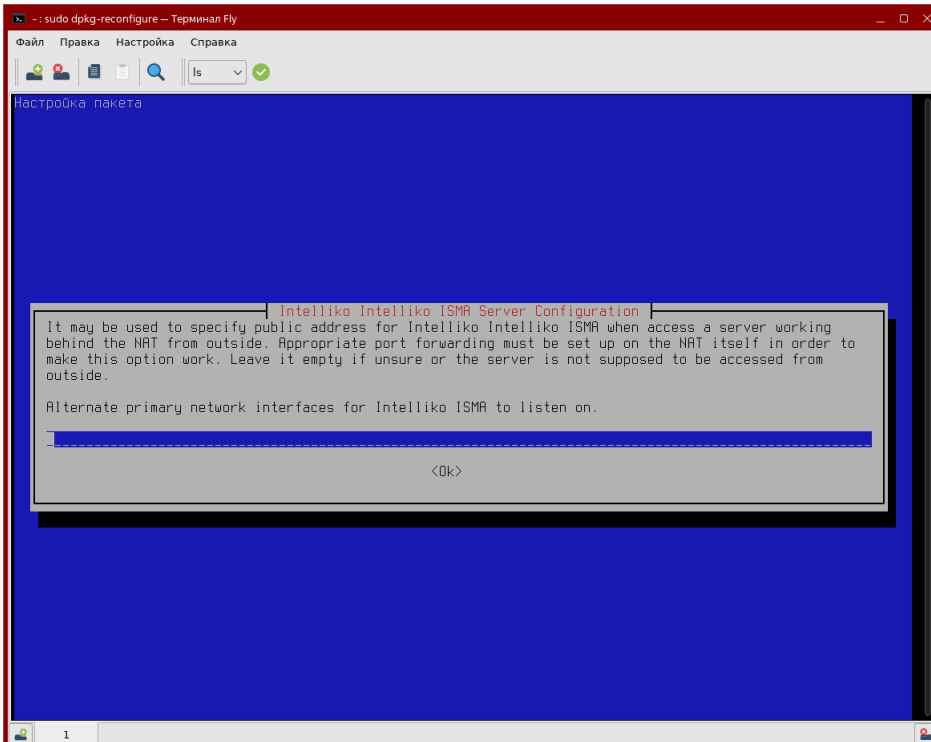 - : sudo dpkg-reconfigure — Терминал Fly
Файл Правка Настройка Справка
ls
Настройка пакета
Intelliko Intelliko ISMA Server Configuration
It may be used to specify public address for Intelliko Intelliko ISMA when access a server working
behind the NAT from outside. Appropriate port forwarding must be set up on the NAT itself in order to
make this option work. Leave it empty if unsure or the server is not supposed to be accessed from
outside.
Alternate primary network interfaces for Intelliko ISMA to listen on.
<Ok>
1